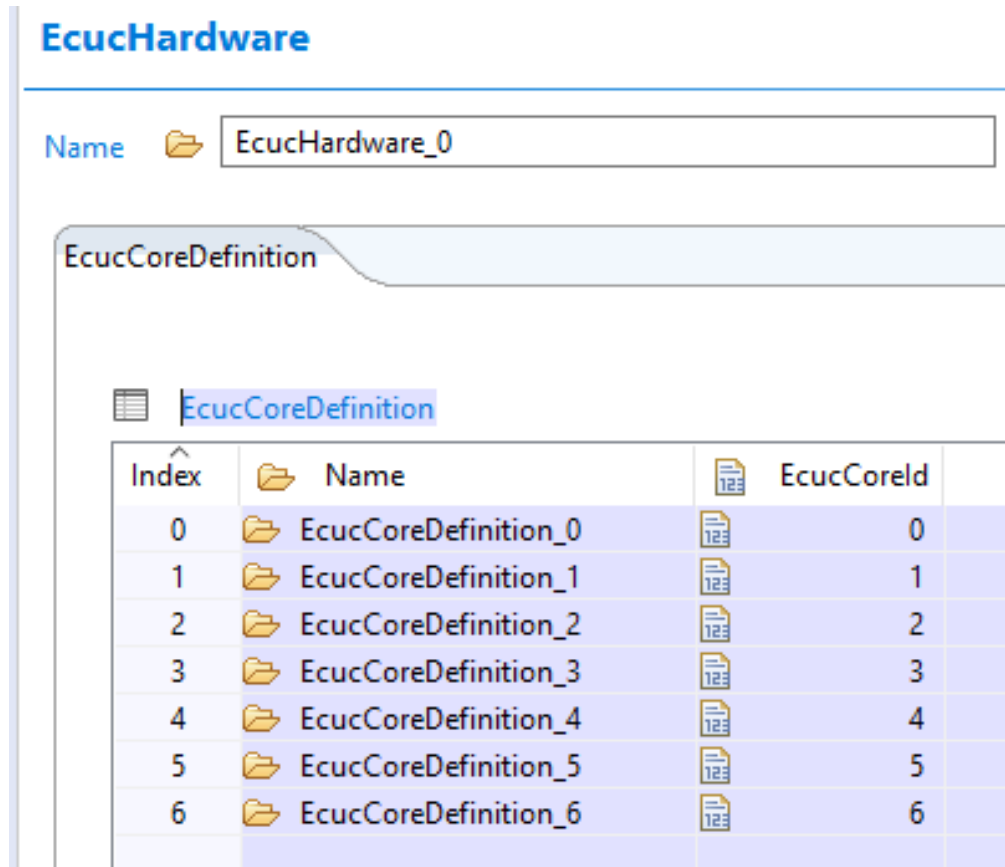 EcucHardware
Name EcucHardware_0
EcucCoreDefinition
EcucCoreDefinition
Index Name EcucCoreId
0 EcucCoreDefinition_0 0
1 EcucCoreDefinition_1 1
2 EcucCoreDefinition_2 2
3 EcucCoreDefinition_3 3
4 EcucCoreDefinition_4 4
5 EcucCoreDefinition_5 5
6 EcucCoreDefinition_6 6